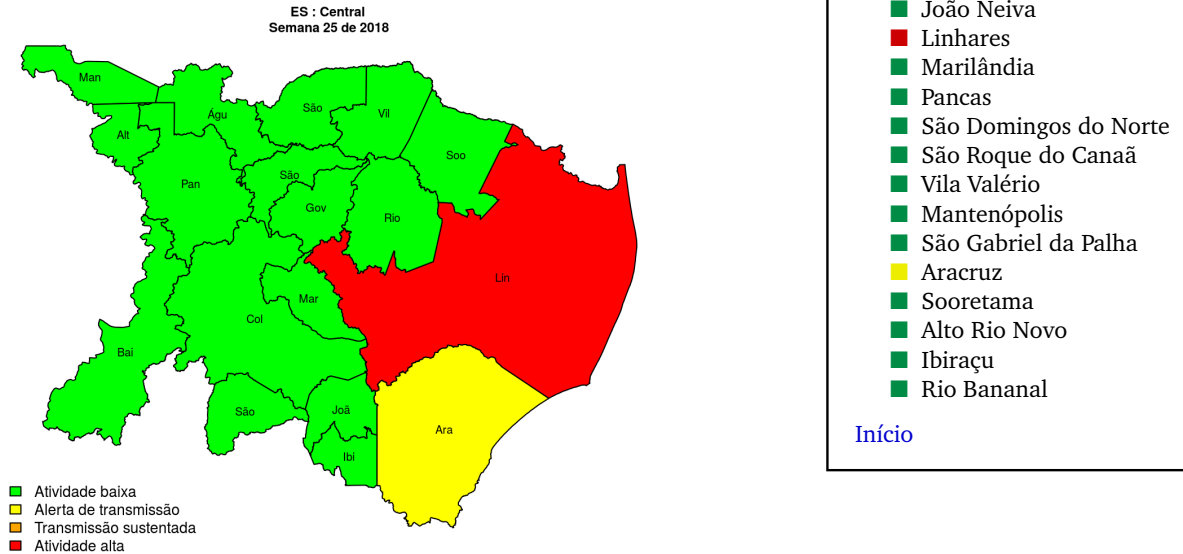 ES : Central
Semana 25 de 2018
Man
Águ
São
Vil
Alt
Soo
Pan
São
Gov
Rio
Lin
Mar
Col
Bai
São
Joã
Ara
Ibi
Atividade baixa
Alerta de transmissão
Transmissão sustentada
Atividade alta
João Neiva
Linhares
Marilândia
Pancas
São Domingos do Norte
São Roque do Canaã
Vila Valério
Mantenópolis
São Gabriel da Palha
Aracruz
Sooretama
Alto Rio Novo
Ibiraçu
Rio Bananal
Início